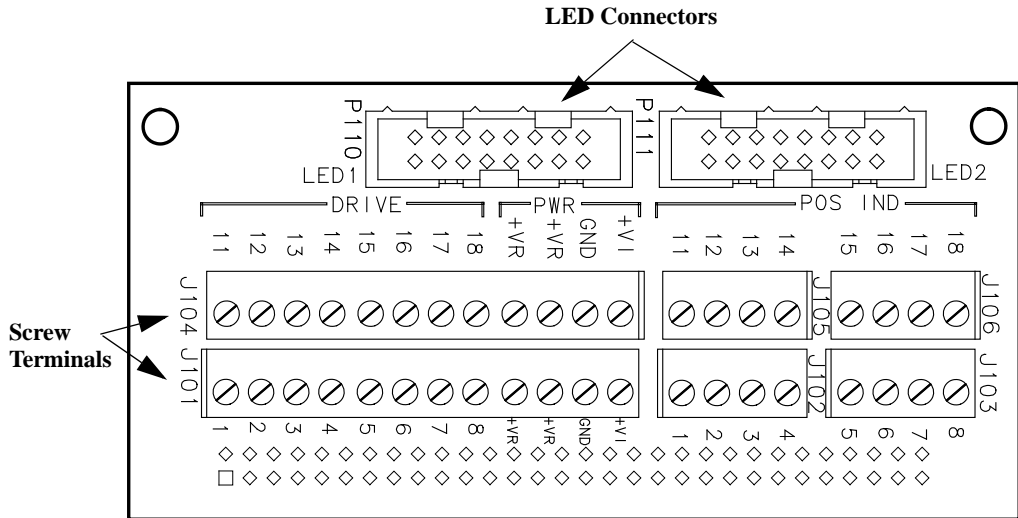 LED Connectors
P110
P111
LED1
LED2
DRIVE
PWR
POS IND
11 12 13 14 15 16 17 18 +VR +VR GND +VI 11 12 13 14 15 16 17 18
J104
J105
J106
Screw
Terminals
J101
J102
J103
1 2 3 4 5 6 7 8 +VR +VR GND +VI 1 2 3 4 5 6 7 8